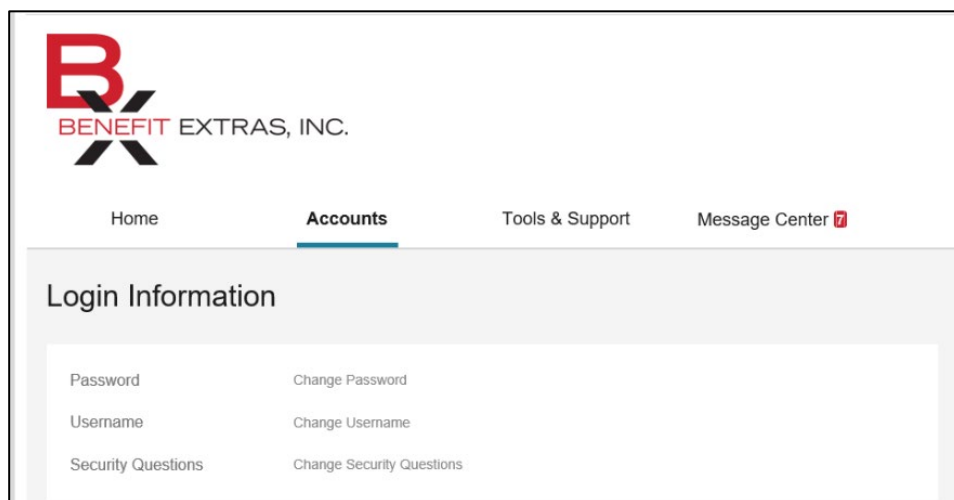 BX
BENEFIT EXTRAS, INC.
Home Accounts Tools & Support Message Center 7
Login Information
Password Change Password
Username Change Username
Security Questions Change Security Questions